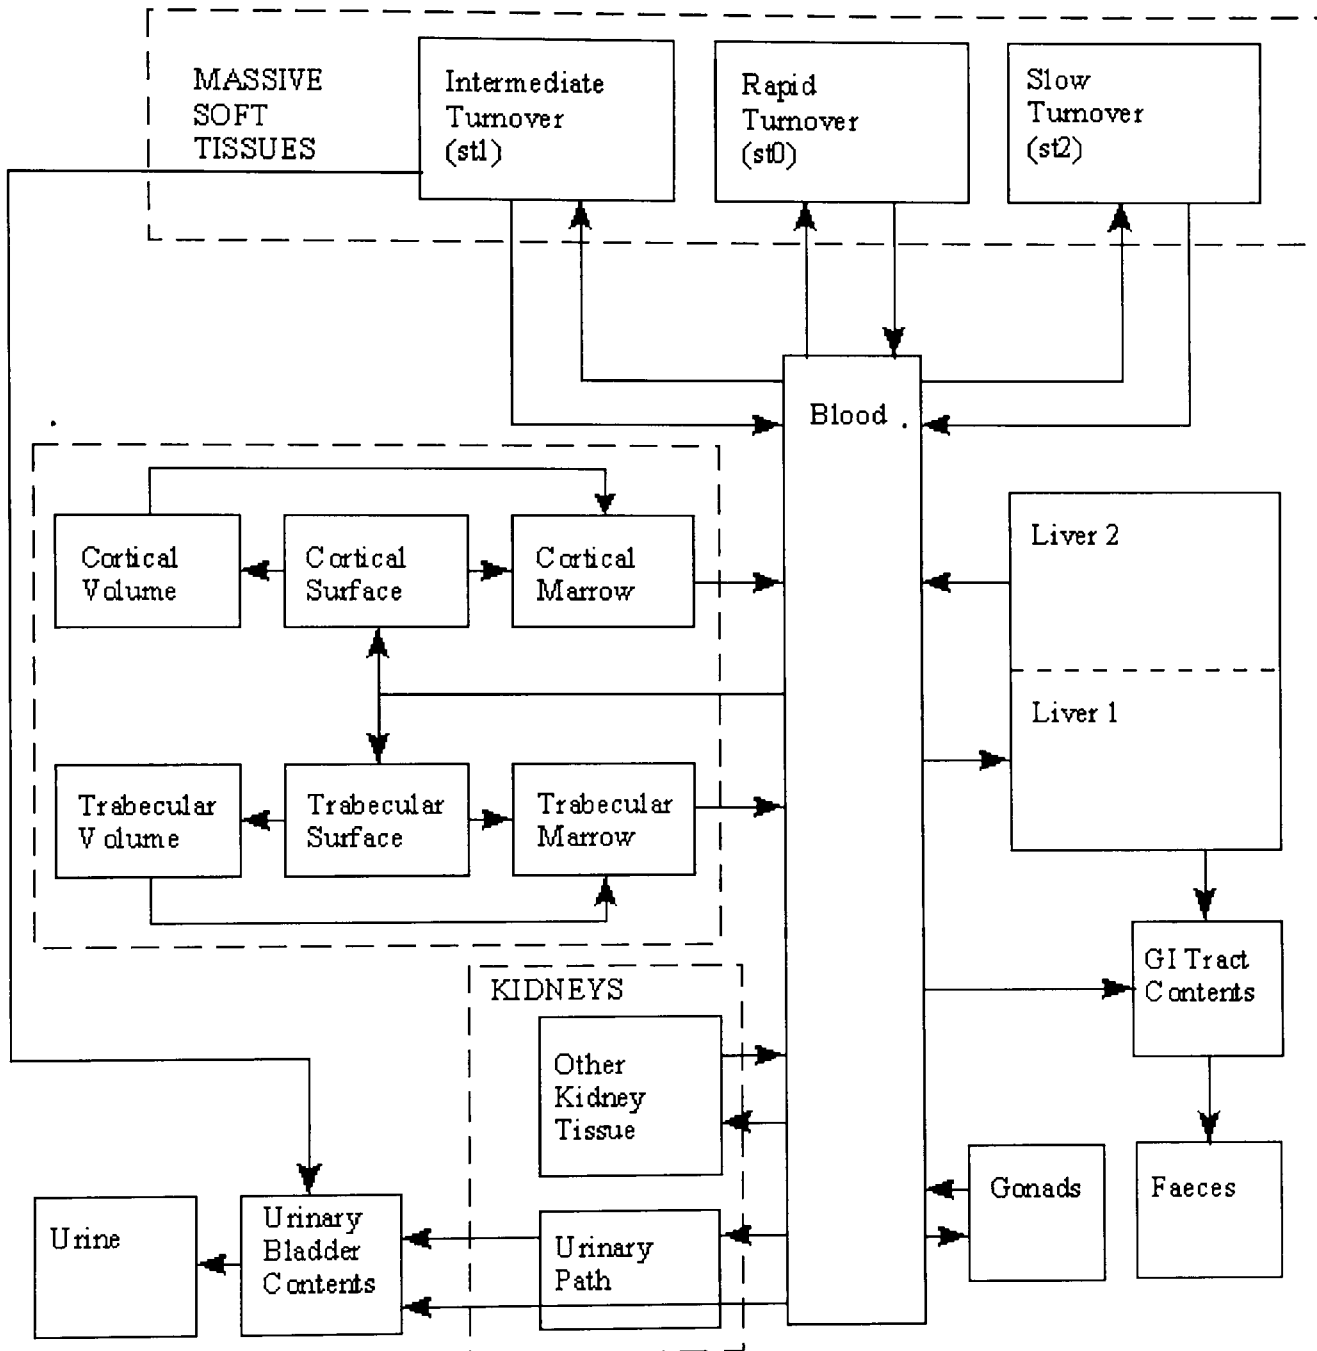 MASSIVE
SOFT
TISSUES
Intermediate
Turnover
(st1)
Rapid
Turnover
(st0)
Slow
Turnover
(st2)
Blood
Cortical
Volume
Cortical
Surface
Cortical
Marrow
Liver 2
Liver 1
Trabecular
Volume
Trabecular
Surface
Trabecular
Marrow
GI Tract
Contents
KIDNEYS
Other
Kidney
Tissue
Gonads
Faeces
Urine
Urinary
Bladder
Contents
Urinary
Path